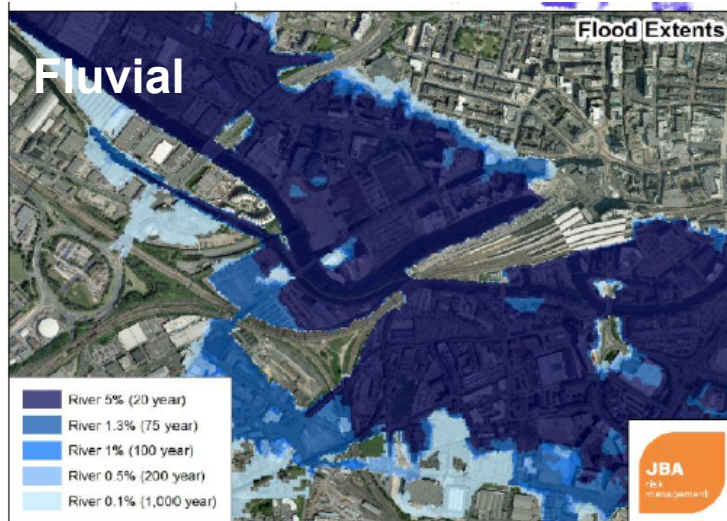 Flood Extents
Fluvial
River 5% (20 year)
River 1.3% (75 year)
River 1% (100 year)
River 0.5% (200 year)
River 0.1% (1,000 year)
JBA
risk
management